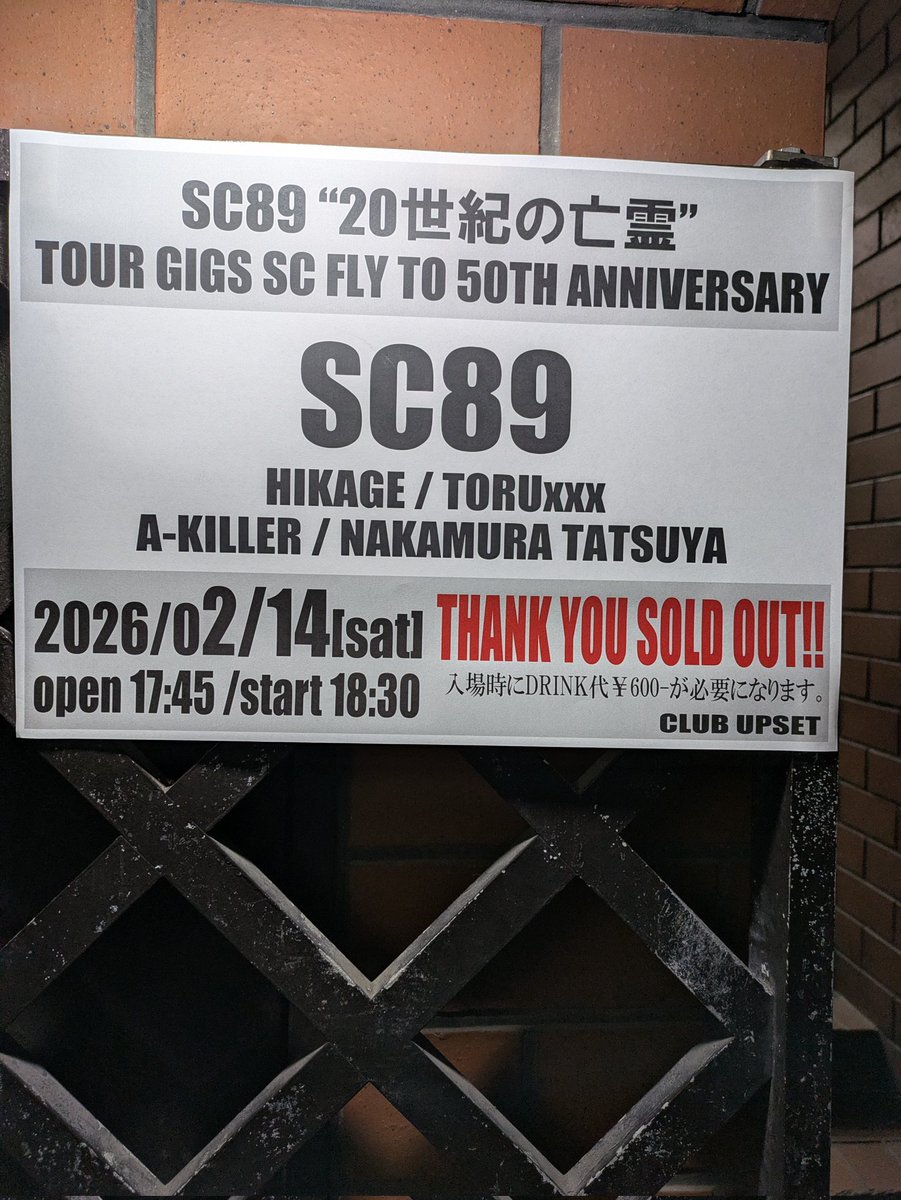 SC89 “20世紀の亡霊”
TOUR GIGS SC FLY TO 50TH ANNIVERSARY
SC89
HIKAGE / TORUxxx
A-KILLER / NAKAMURA TATSUYA
2026/02/14[sat] THANK YOU SOLD OUT!!
open 17:45 /start 18:30 入場時にDRINK代￥600-が必要になります。
CLUB UPSET